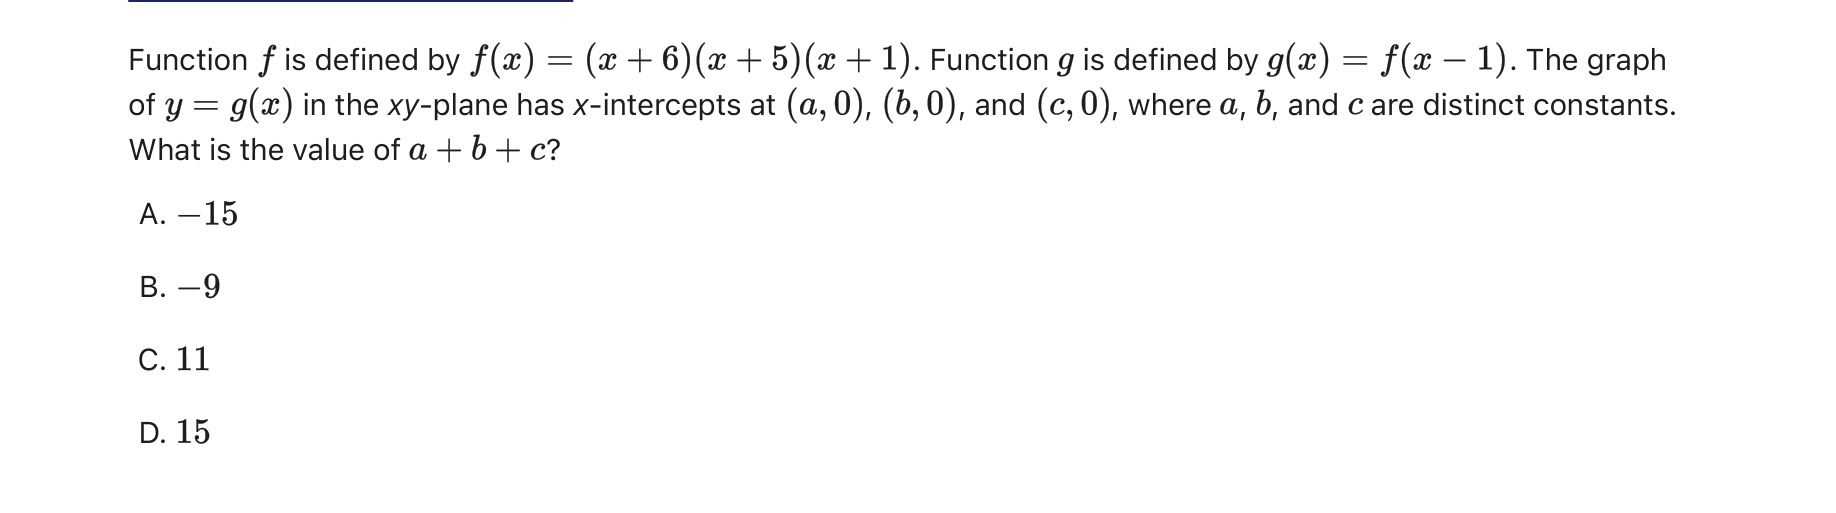 Function f is defined by f(x) = (x + 6)(x + 5)(x + 1). Function g is defined by g(x) = f(x − 1). The graph
of y = g(x) in the xy-plane has x-intercepts at (a, 0), (b, 0), and (c, 0), where a, b, and c are distinct constants.
What is the value of a + b + c?
A. −15
B. −9
C. 11
D. 15